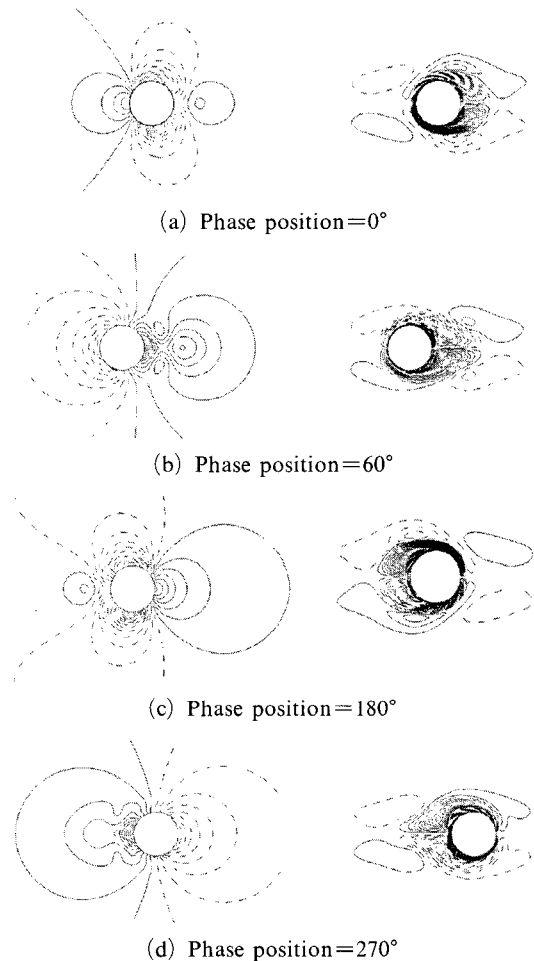 (a) Phase position=0°
(b) Phase position=60°
(c) Phase position=180°
(d) Phase position=270°